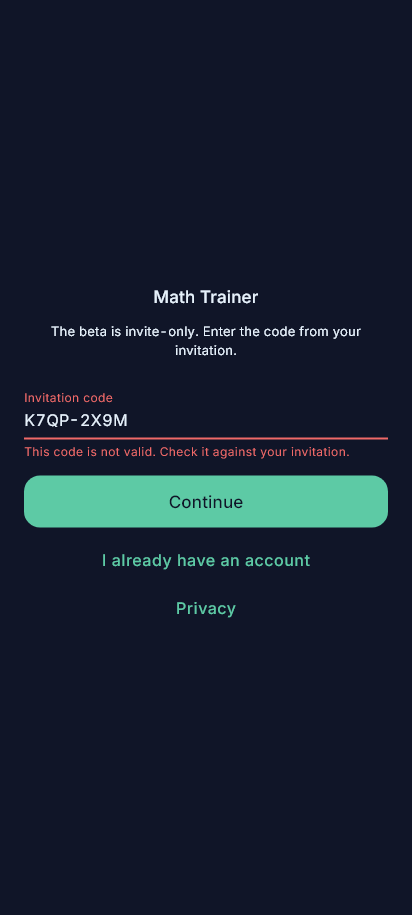 Math Trainer
The beta is invite-only. Enter the code from your
invitation.
Invitation code
K7QP-2X9M
This code is not valid. Check it against your invitation.
Continue
I already have an account
Privacy